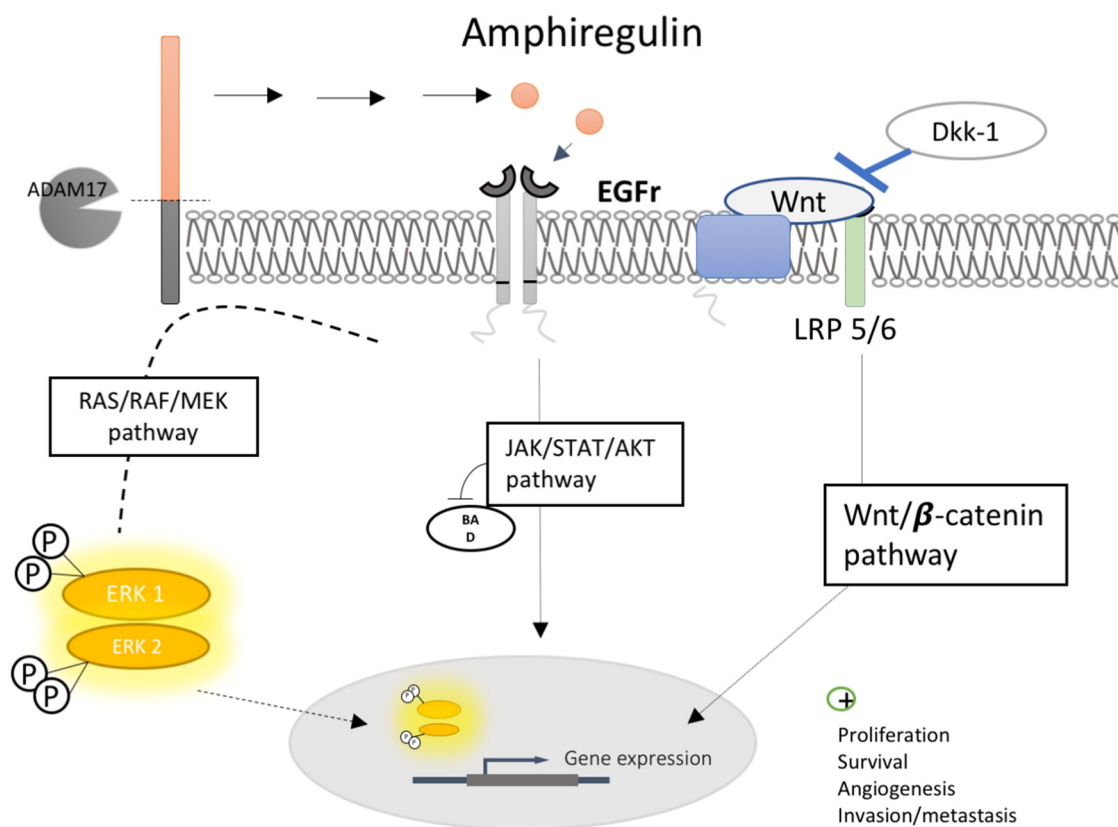 Amphiregulin
Dkk-1
ADAM17
EGFr
Wnt
LRP 5/6
RAS/RAF/MEK
pathway
JAK/STAT/AKT
pathway
BA
D
Wnt/β-catenin
pathway
P
P
ERK 1
ERK 2
P
P
P
P
P
P
Gene expression
+
Proliferation
Survival
Angiogenesis
Invasion/metastasis